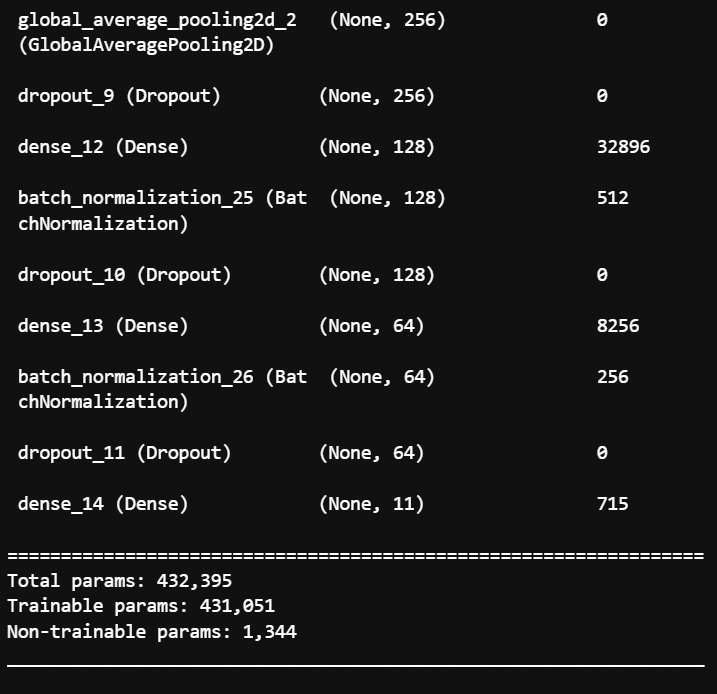 global_average_pooling2d_2   (None, 256)              0
(GlobalAveragePooling2D)
dropout_9 (Dropout)         (None, 256)               0
dense_12 (Dense)            (None, 128)               32896
batch_normalization_25 (Bat  (None, 128)              512
chNormalization)
dropout_10 (Dropout)        (None, 128)               0
dense_13 (Dense)            (None, 64)                8256
batch_normalization_26 (Bat  (None, 64)               256
chNormalization)
dropout_11 (Dropout)        (None, 64)                0
dense_14 (Dense)            (None, 11)                715
=================================================================
Total params: 432,395
Trainable params: 431,051
Non-trainable params: 1,344
_________________________________________________________________